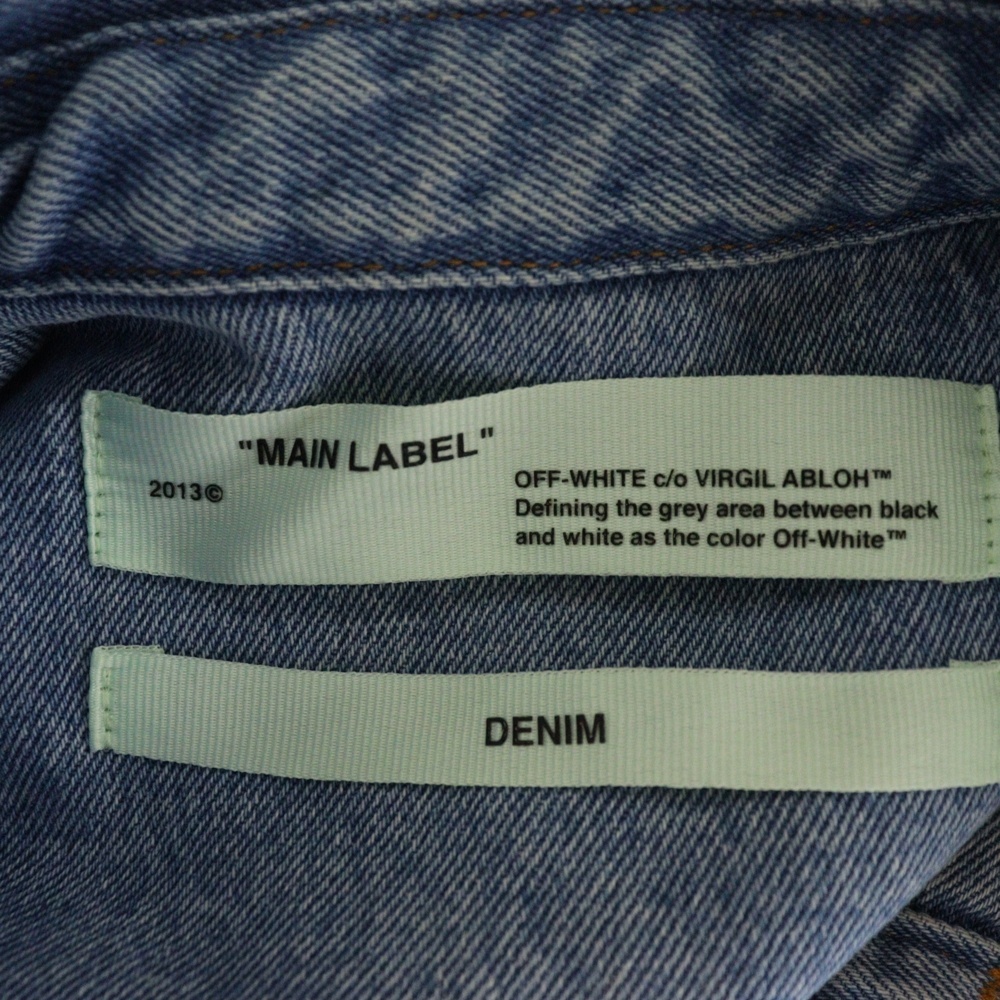 "MAIN LABEL"
2013©
OFF-WHITE c/o VIRGIL ABLOH™
Defining the grey area between black
and white as the color Off-White™
DENIM